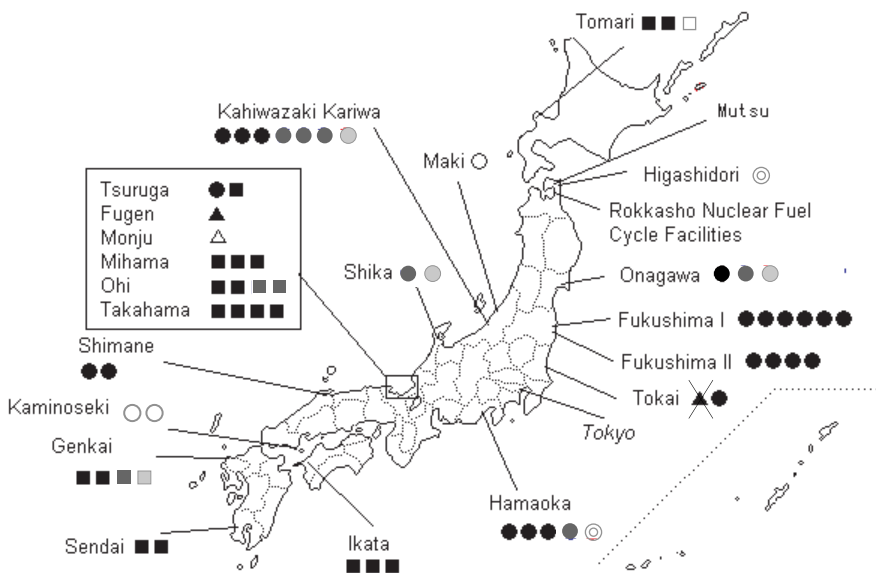 Tomari
Kahiwazaki Kariwa
Mutsu
Maki
Higashidori
Tsuruga
Fugen
Monju
Mihama
Ohi
Takahama
Rokkasho Nuclear Fuel
Cycle Facilities
Shika
Onagawa
Fukushima I
Shimane
Fukushima II
Tokai
Kaminoseki
Tokyo
Genkai
Hamaoka
Sendai
Ikata